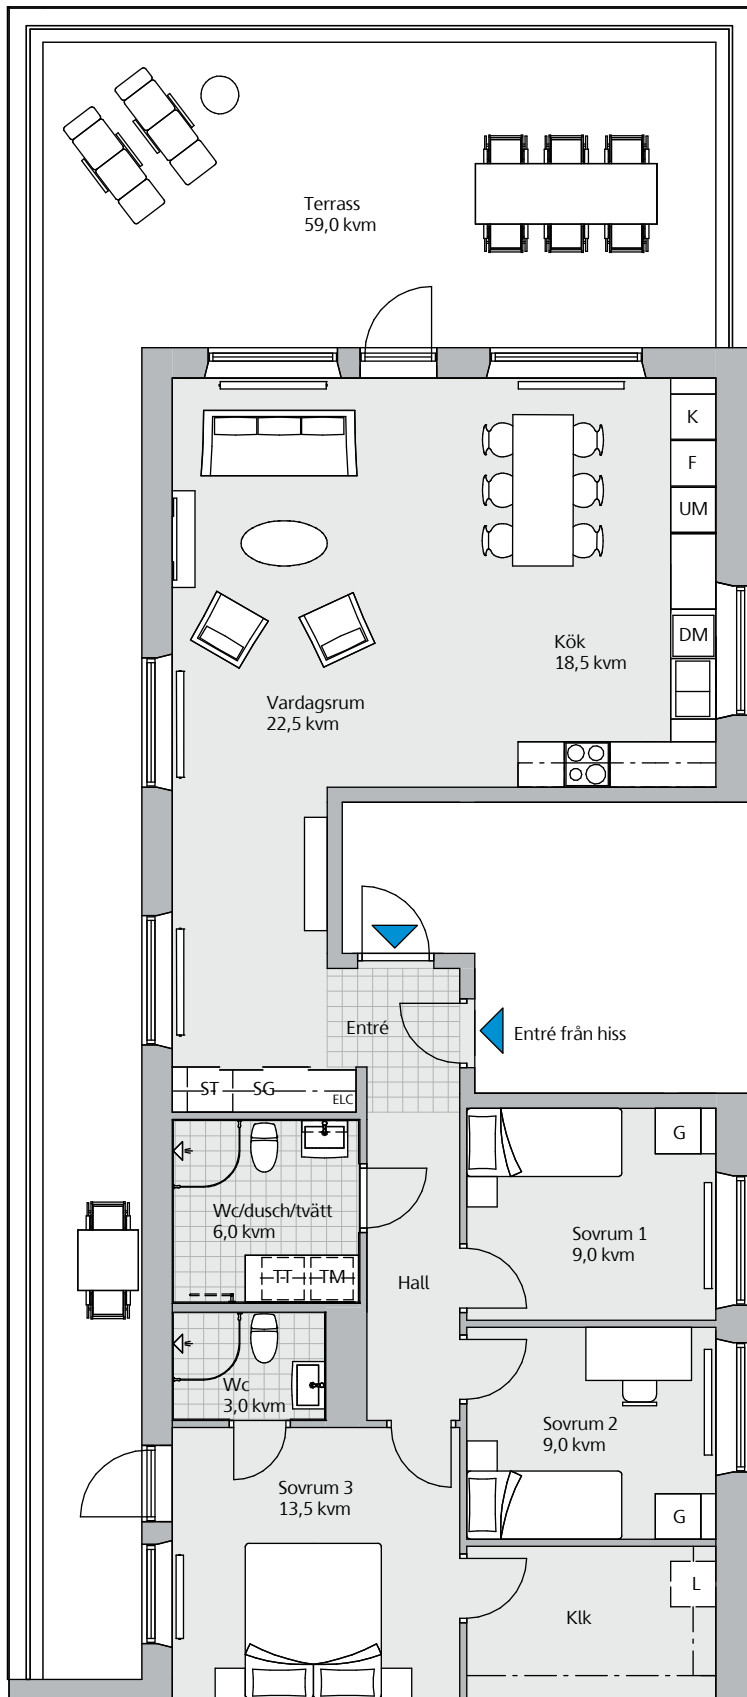 Terrass
59,0 kvm
K
F
UM
DM
Kök
18,5 kvm
Vardagsrum
22,5 kvm
Entré
Entré från hiss
ST
SG
ELC
G
Wc/dusch/tvätt
6,0 kvm
Sovrum 1
9,0 kvm
TT
TM
Hall
Wc
3,0 kvm
Sovrum 2
9,0 kvm
Sovrum 3
13,5 kvm
G
L
Klk